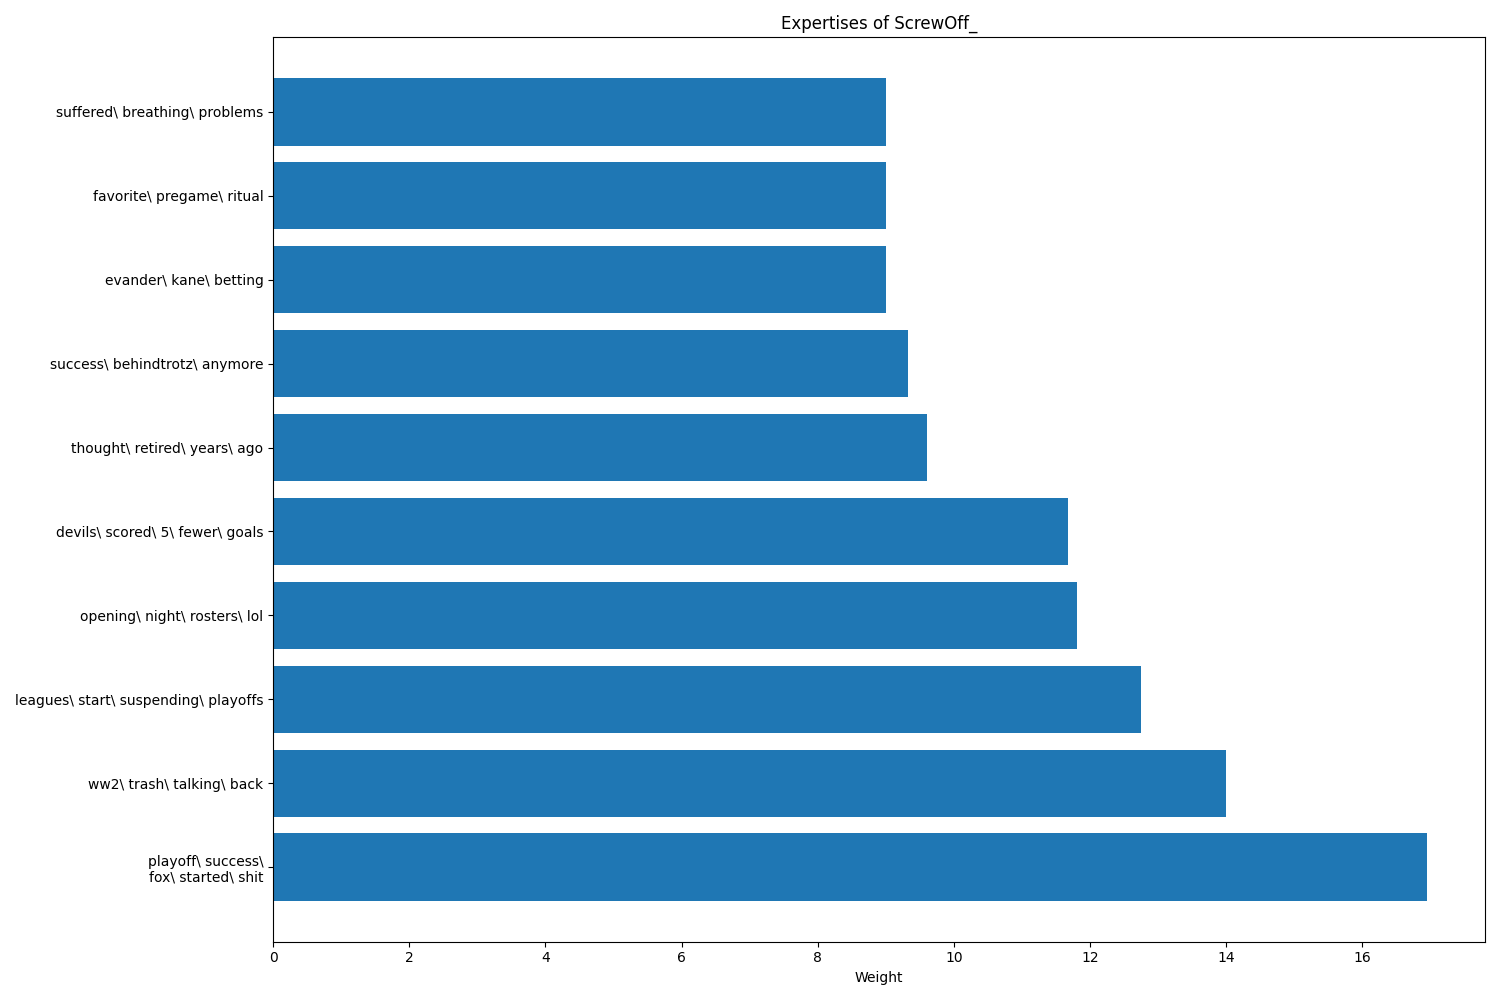 Expertises of ScrewOff_
suffered\ breathing\ problems
favorite\ pregame\ ritual
evander\ kane\ betting
success\ behindtrotz\ anymore
thought\ retired\ years\ ago
devils\ scored\ 5\ fewer\ goals
opening\ night\ rosters\ lol
leagues\ start\ suspending\ playoffs
ww2\ trash\ talking\ back
playoff\ success\
fox\ started\ shit
0 2 4 6 8 10 12 14 16
Weight